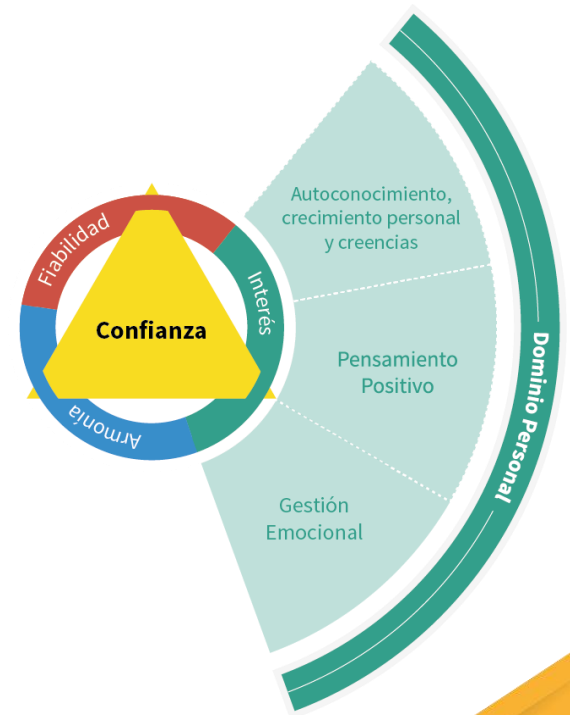 Fiabilidad
Interés
Armonía
Confianza
Autoconocimiento,
crecimiento personal
y creencias
Pensamiento
Positivo
Gestión
Emocional
Dominio Personal